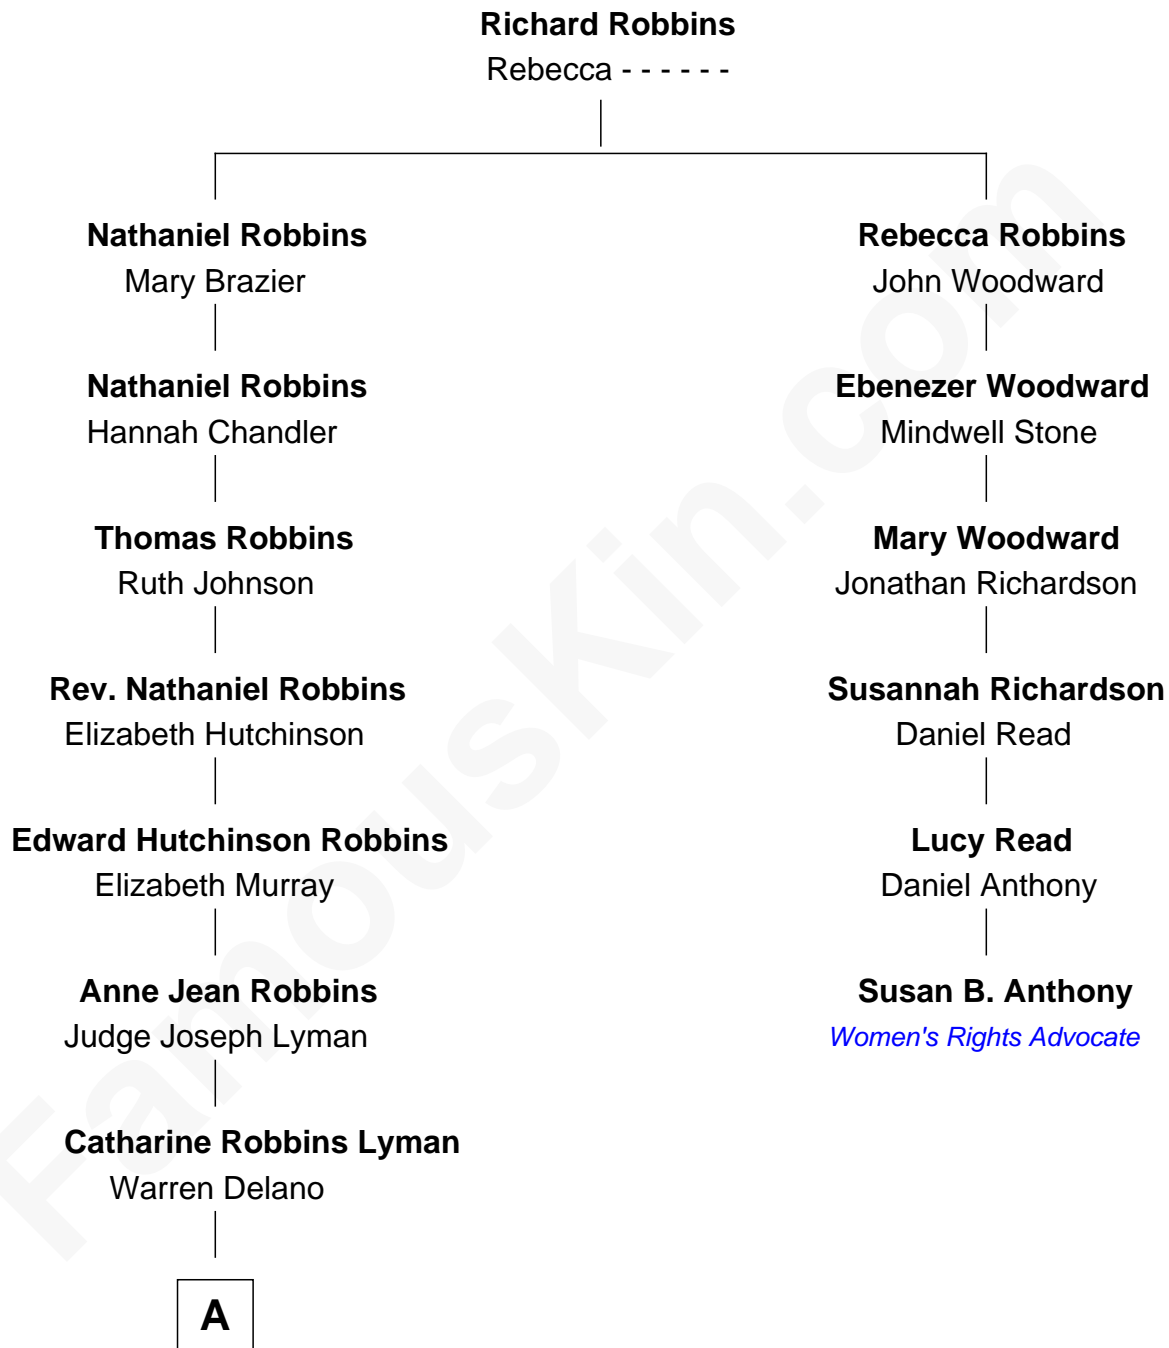 Richard Robbins
Rebecca - - - - - -
Nathaniel Robbins
Mary Brazier
Rebecca Robbins
John Woodward
Nathaniel Robbins
Hannah Chandler
Ebenezer Woodward
Mindwell Stone
Thomas Robbins
Ruth Johnson
Mary Woodward
Jonathan Richardson
Rev. Nathaniel Robbins
Elizabeth Hutchinson
Susannah Richardson
Daniel Read
Edward Hutchinson Robbins
Elizabeth Murray
Lucy Read
Daniel Anthony
Anne Jean Robbins
Judge Joseph Lyman
Susan B. Anthony
Women's Rights Advocate
Catharine Robbins Lyman
Warren Delano
A
FamousKin.com